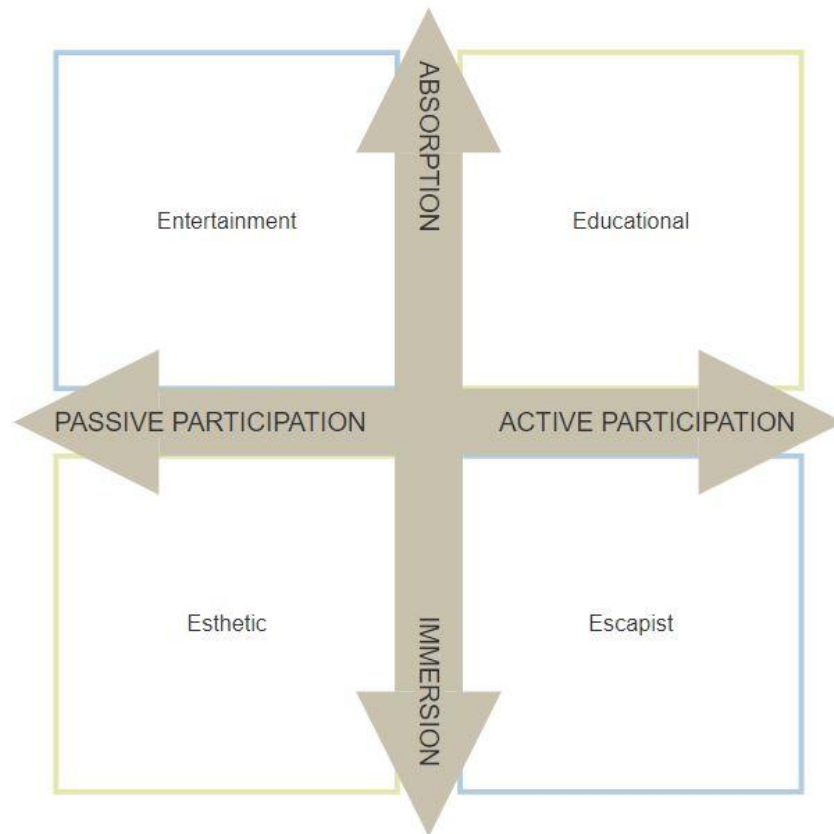 ABSORPTION
Entertainment
Educational
PASSIVE PARTICIPATION
ACTIVE PARTICIPATION
Esthetic
Escapist
IMMERSION